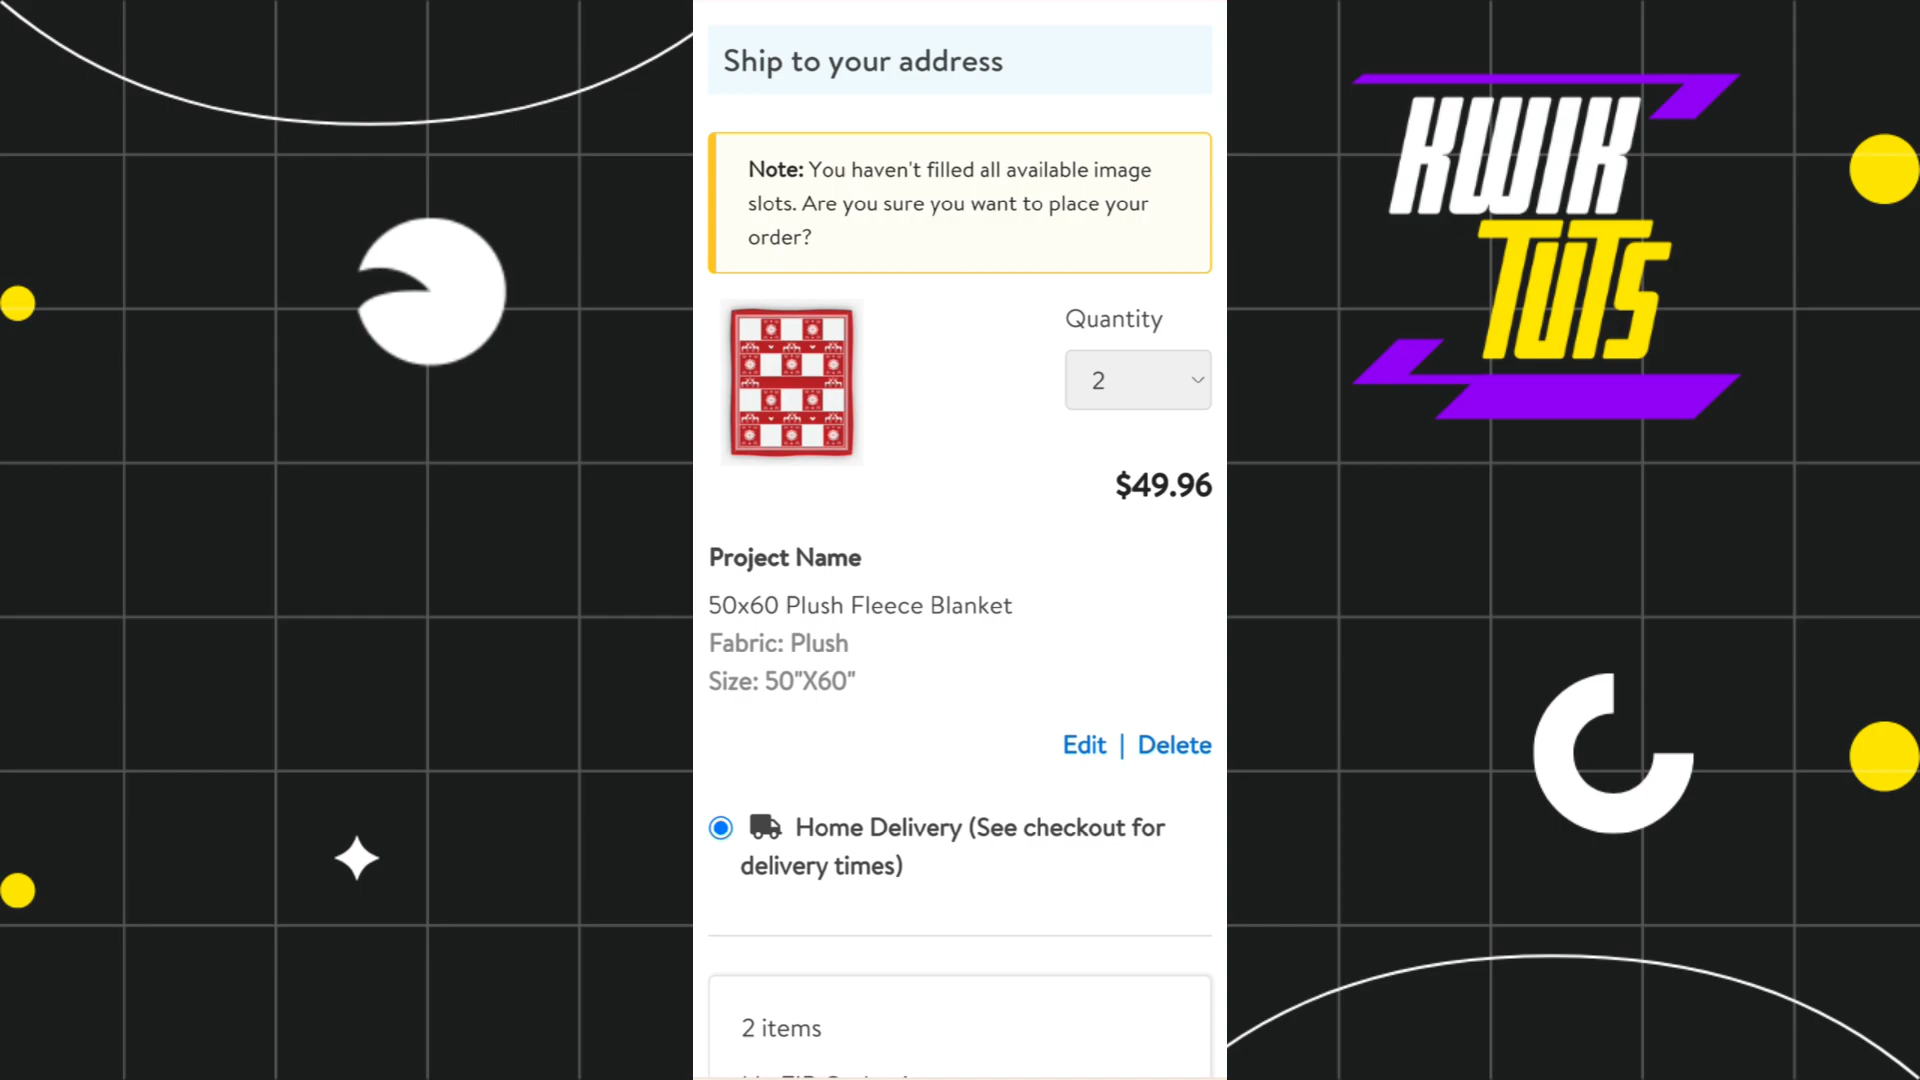 Ship to your address
Note: You haven't filled all available image
slots. Are you sure you want to place your
order?
Quantity
2
$49.96
Project Name
50x60 Plush Fleece Blanket
Fabric: Plush
Size: 50"X60"
Edit | Delete
Home Delivery (See checkout for
delivery times)
2 items
KWIK
TUTS